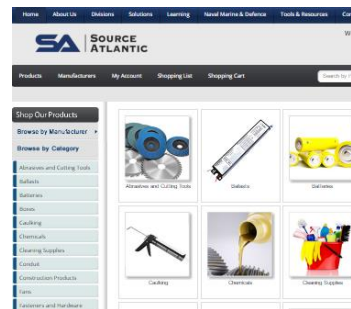 Home About Us Divisions Solutions Learning Naval Marine & Defence Tools & Resources
SA SOURCE
ATLANTIC
Products Manufacturers My Account Shopping List Shopping Cart Search by
Shop Our Products
Browse by Manufacturer
Browse by Category
Abrasives and Cutting Tools
Ballasts
Batteries
Boxes
Caulking
Chemicals
Cleaning Supplies
Conduit
Construction Products
Fans
Fasteners and Hardware
Abrasives and Cutting Tools Ballasts Batteries
Caulking Chemicals Cleaning Supplies